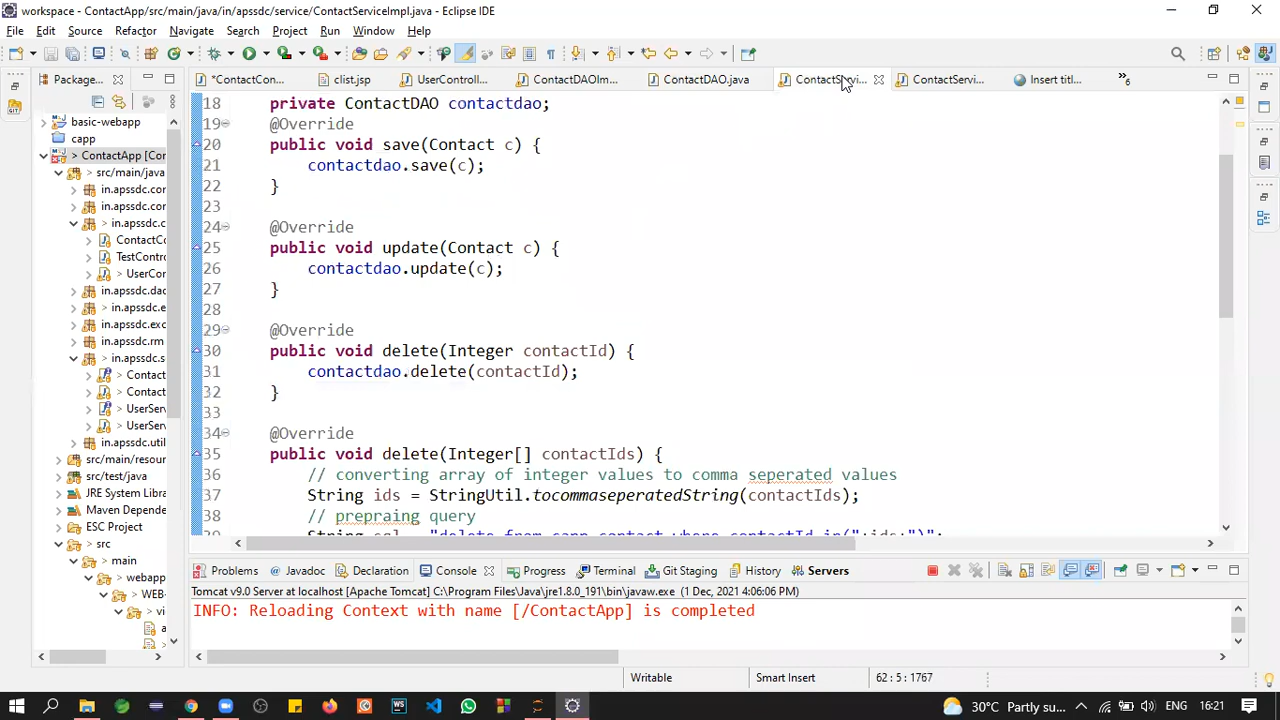 workspace - ContactApp/src/main/java/in/apssdc/service/ContactServiceImpl.java - Eclipse IDE
File Edit Source Refactor Navigate Search Project Run Window Help
Package... *ContactCon... clist.jsp UserControll... ContactDAOIm... ContactDAO.java ContactServi... ContactServi... Insert titl... »6
basic-webapp
capp
> ContactApp [Cor
src/main/java
in.apssdc.cor
in.apssdc.cor
> in.apssdc.c
ContactCo
TestContro
> UserCon
> in.apssdc.dac
> in.apssdc.e
in.apssdc.exc
in.apssdc.rm
> in.apssdc.s
> Contact
> Contact
> UserSer
> UserServ
in.apssdc.util
src/main/resour
src/test/java
JRE System Libra
Maven Depende
ESC Project
> src
> main
> webapp
> WEB-
> vi
a
18 private ContactDAO contactdao;
19 @Override
20 public void save(Contact c) {
21 contactdao.save(c);
22 }
23
24 @Override
25 public void update(Contact c) {
26 contactdao.update(c);
27 }
28
29 @Override
30 public void delete(Integer contactId) {
31 contactdao.delete(contactId);
32 }
33
34 @Override
35 public void delete(Integer[] contactIds) {
36 // converting array of integer values to comma seperated values
37 String ids = StringUtil.tocommaseperatedString(contactIds);
38 // prepraing query
Problems Javadoc Declaration Console Progress Terminal Git Staging History Servers
Tomcat v9.0 Server at localhost [Apache Tomcat] C:\Program Files\Java\jre1.8.0_191\bin\javaw.exe (1 Dec, 2021 4:06:06 PM)
INFO: Reloading Context with name [/ContactApp] is completed
Writable Smart Insert 62 : 5 : 1767
30°C Partly su... ENG 16:21